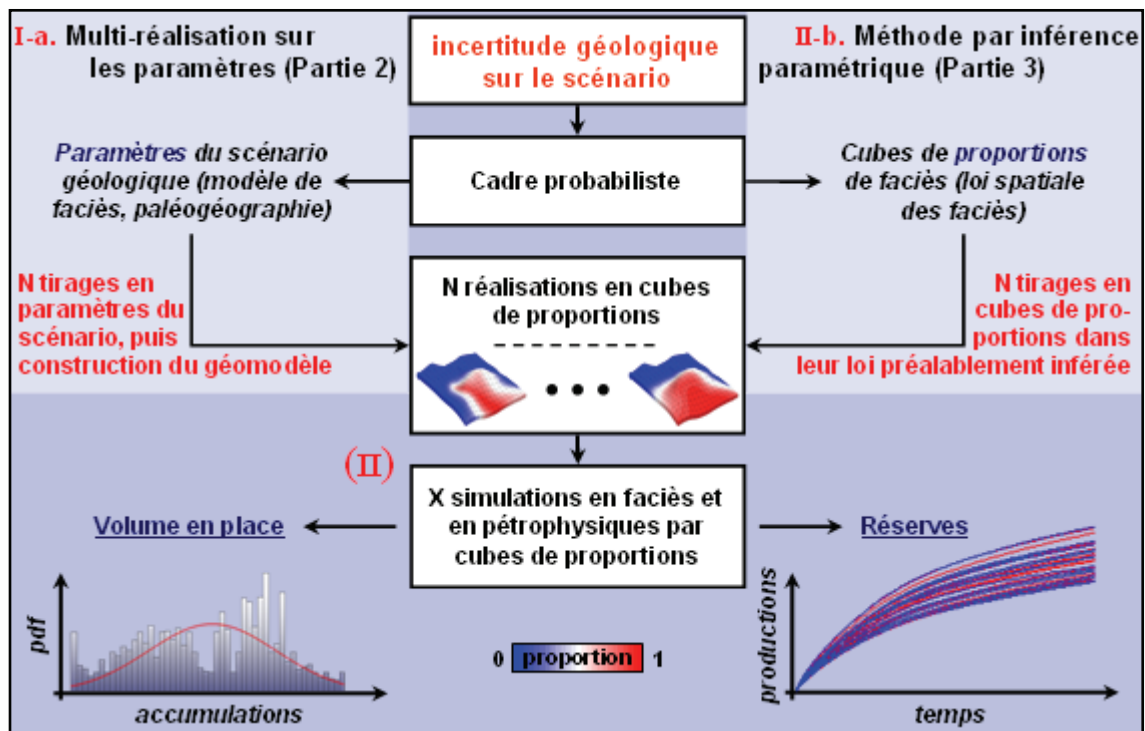 I-a. Multi-réalisation sur
les paramètres (Partie 2)
incertitude géologique
sur le scénario
II-b. Méthode par inférence
paramétrique (Partie 3)
Paramètres du scénario
géologique (modèle de
faciès, paléogéographie)
Cadre probabiliste
Cubes de proportions
de faciès (loi spatiale
des faciès)
N tirages en
paramètres du
scénario, puis
construction du géomodèle
N réalisations en cubes
de proportions
N tirages en
cubes de pro-
portions dans
leur loi préalablement inférée
(II)
X simulations en faciès et
en pétrophysiques par
cubes de proportions
Volume en place
Réserves
pdf
accumulations
0 proportion 1
productions
temps